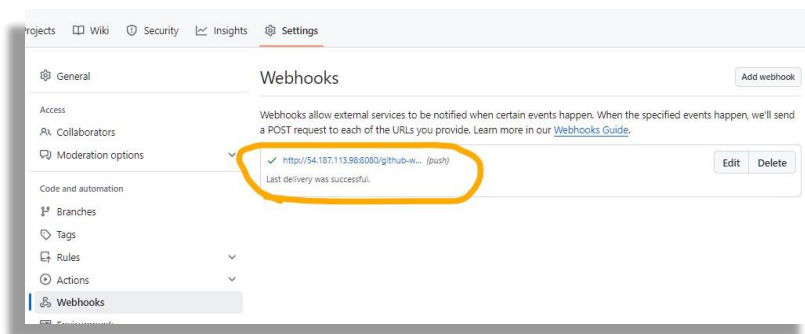 rojects Wiki Security Insights Settings
General
Access
Collaborators
Moderation options
Code and automation
Branches
Tags
Rules
Actions
Webhooks
Webhooks
Add webhook
Webhooks allow external services to be notified when certain events happen. When the specified events happen, we'll send
a POST request to each of the URLs you provide. Learn more in our Webhooks Guide.
http://54.187.113.98:8080/github-w... (push)
Edit Delete
Last delivery was successful.